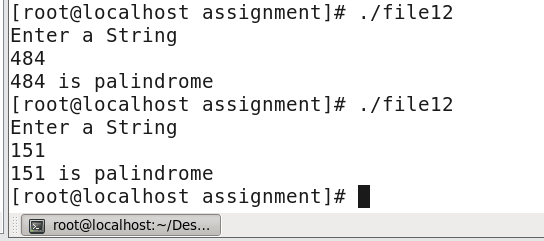 [root@localhost assignment]# ./file12
Enter a String
484
484 is palindrome
[root@localhost assignment]# ./file12
Enter a String
151
151 is palindrome
[root@localhost assignment]#
root@localhost:~/Des...